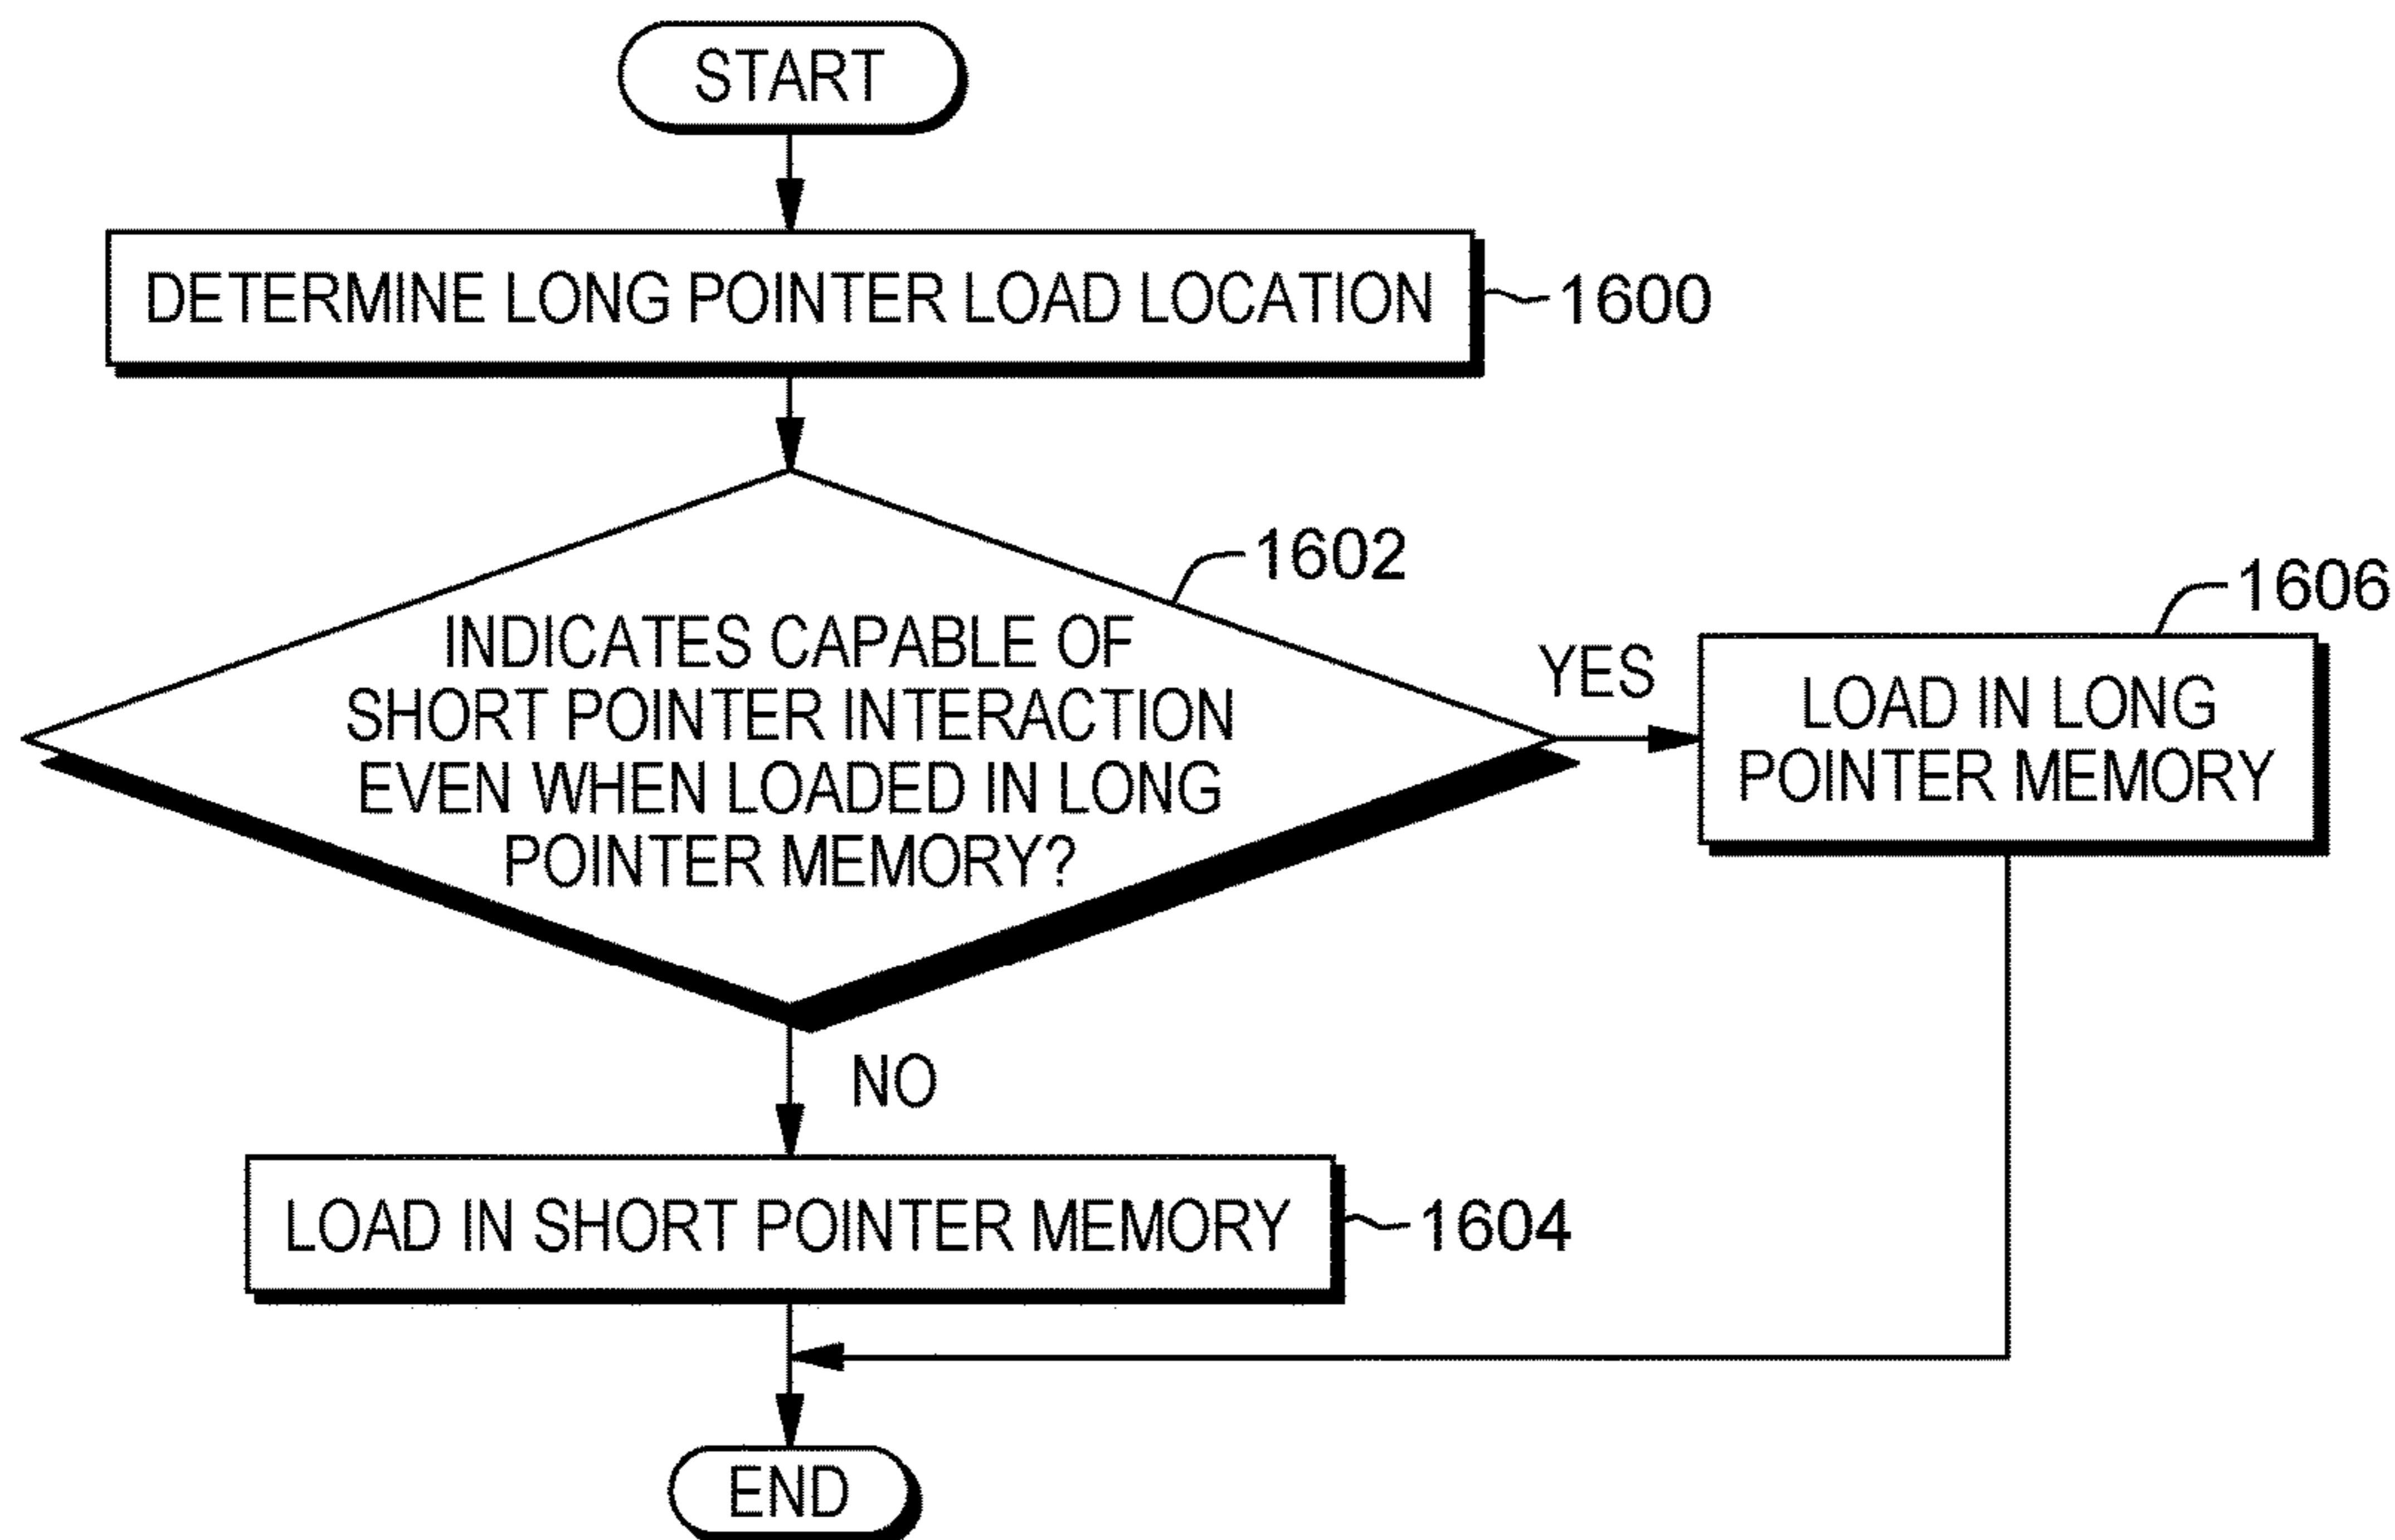 START
DETERMINE LONG POINTER LOAD LOCATION
1600
1602
INDICATES CAPABLE OF
SHORT POINTER INTERACTION
EVEN WHEN LOADED IN LONG
POINTER MEMORY?
YES
1606
LOAD IN LONG
POINTER MEMORY
NO
LOAD IN SHORT POINTER MEMORY
1604
END